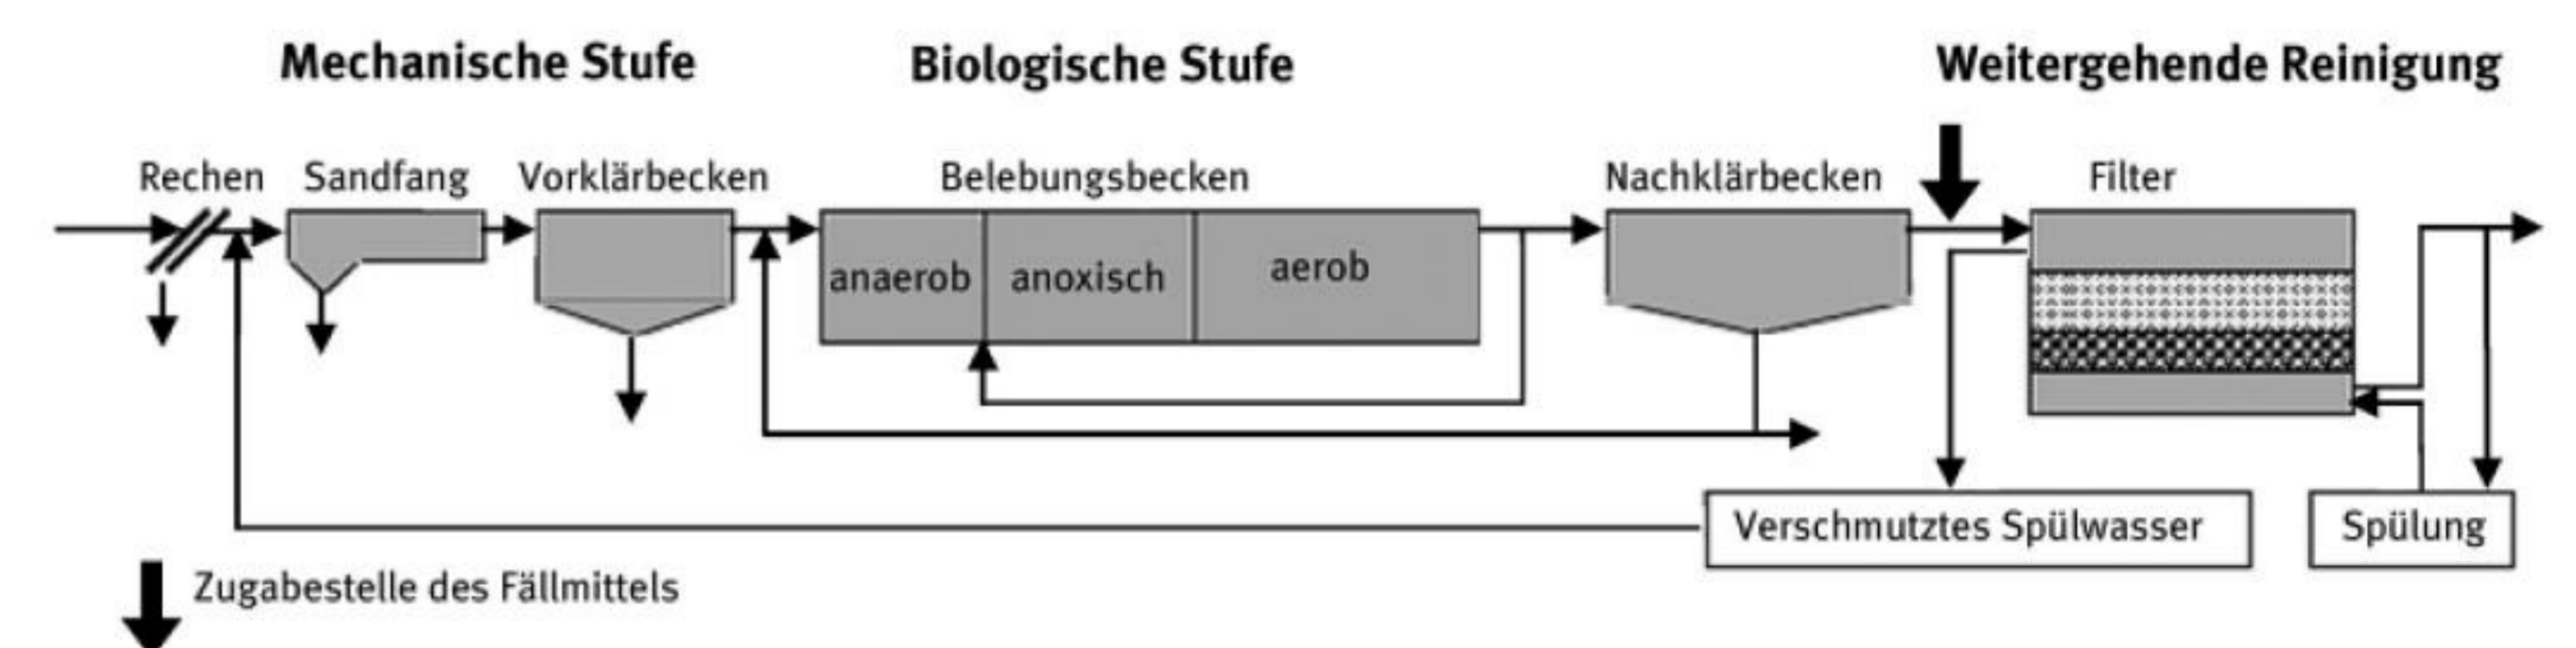 Mechanische Stufe
Biologische Stufe
Weitergehende Reinigung
Rechen
Sandfang
Vorklärbecken
Belebungsbecken
Nachklärbecken
Filter
anaerob
anoxisch
aerob
Verschmutztes Spülwasser
Spülung
Zugabestelle des Fällmittels